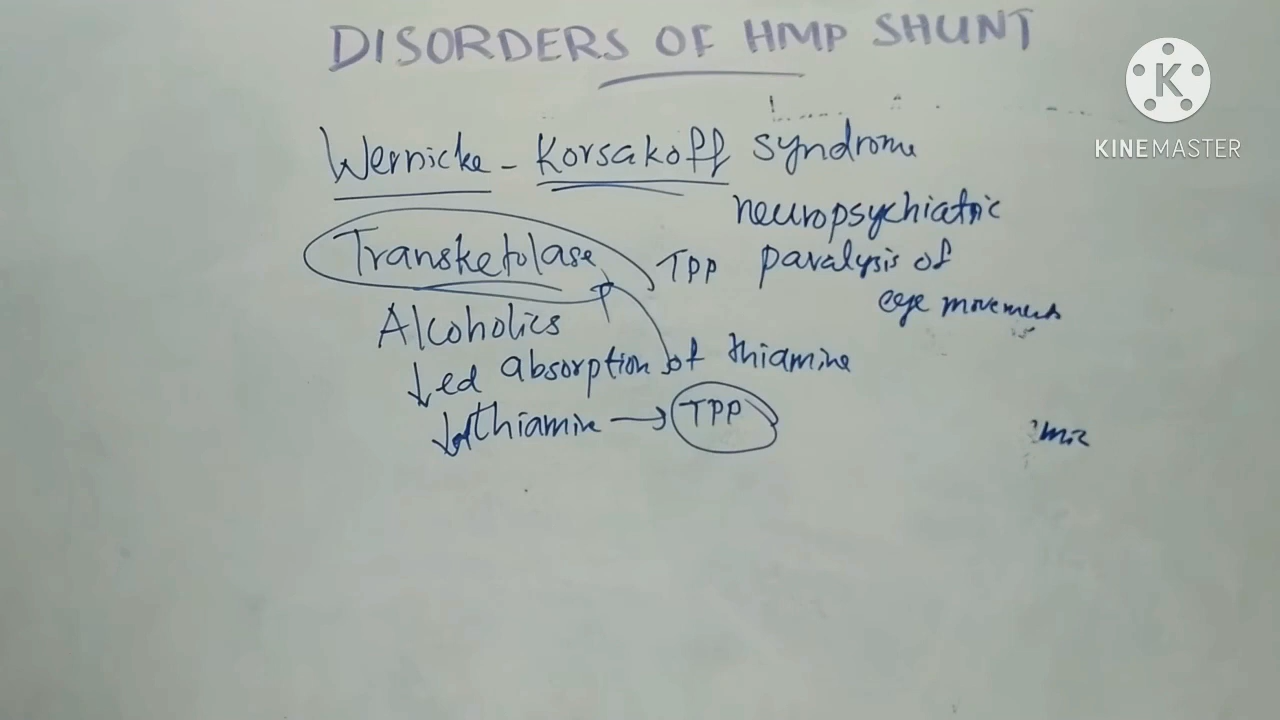 DISORDERS OF HMP SHUNT
K
KINEMASTER
Wernicke - Korsakoff syndrome
neuropsychiatric
Transketolase TPP paralysis of
eye movements
Alcoholics
↓ed absorption of thiamine
↓ thiamine → TPP